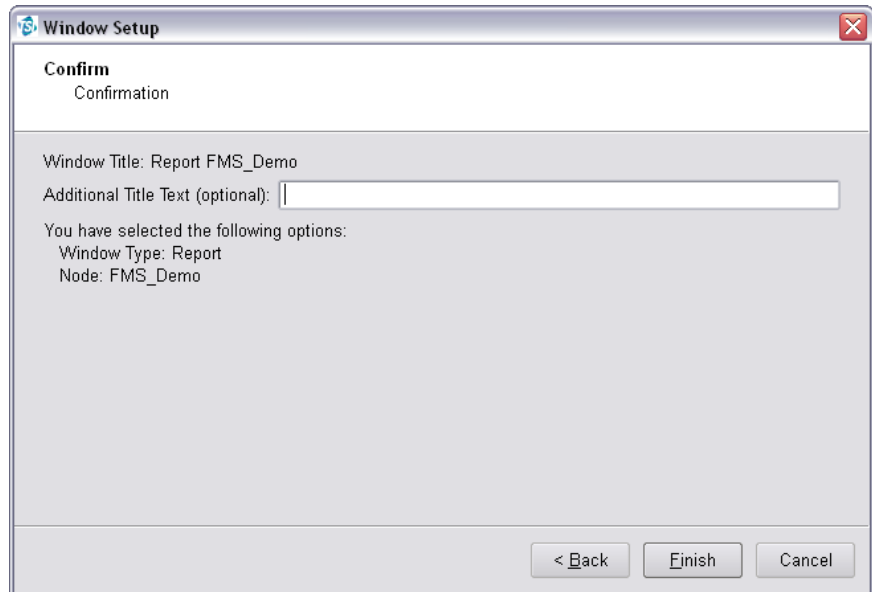 TSI Window Setup
Confirm
Confirmation
Window Title: Report FMS_Demo
Additional Title Text (optional):
You have selected the following options:
Window Type: Report
Node: FMS_Demo
< Back Finish Cancel